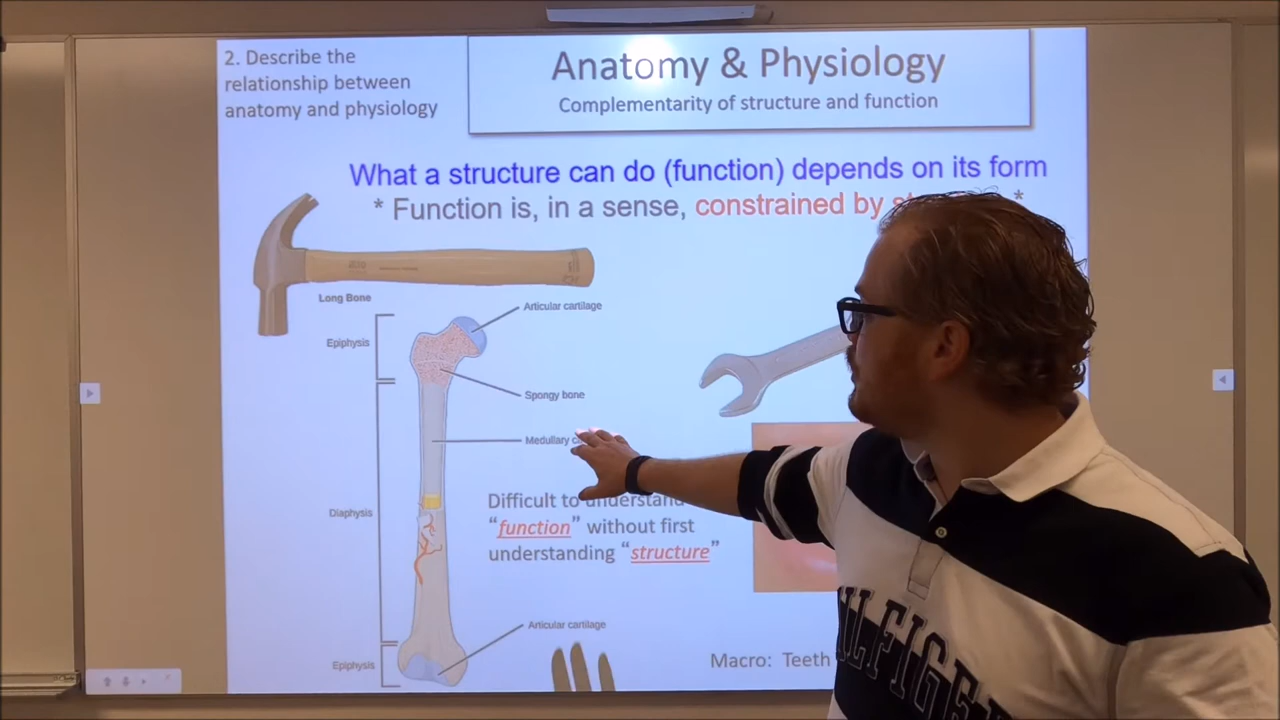 2. Describe the
relationship between
anatomy and physiology
Anatomy & Physiology
Complementarity of structure and function
What a structure can do (function) depends on its form
* Function is, in a sense, constrained by *
Long Bone
Articular cartilage
Epiphysis
Spongy bone
Medullary
Diaphysis
Difficult to understand
"function" without first
understanding "structure"
Articular cartilage
Epiphysis
Macro: Teeth